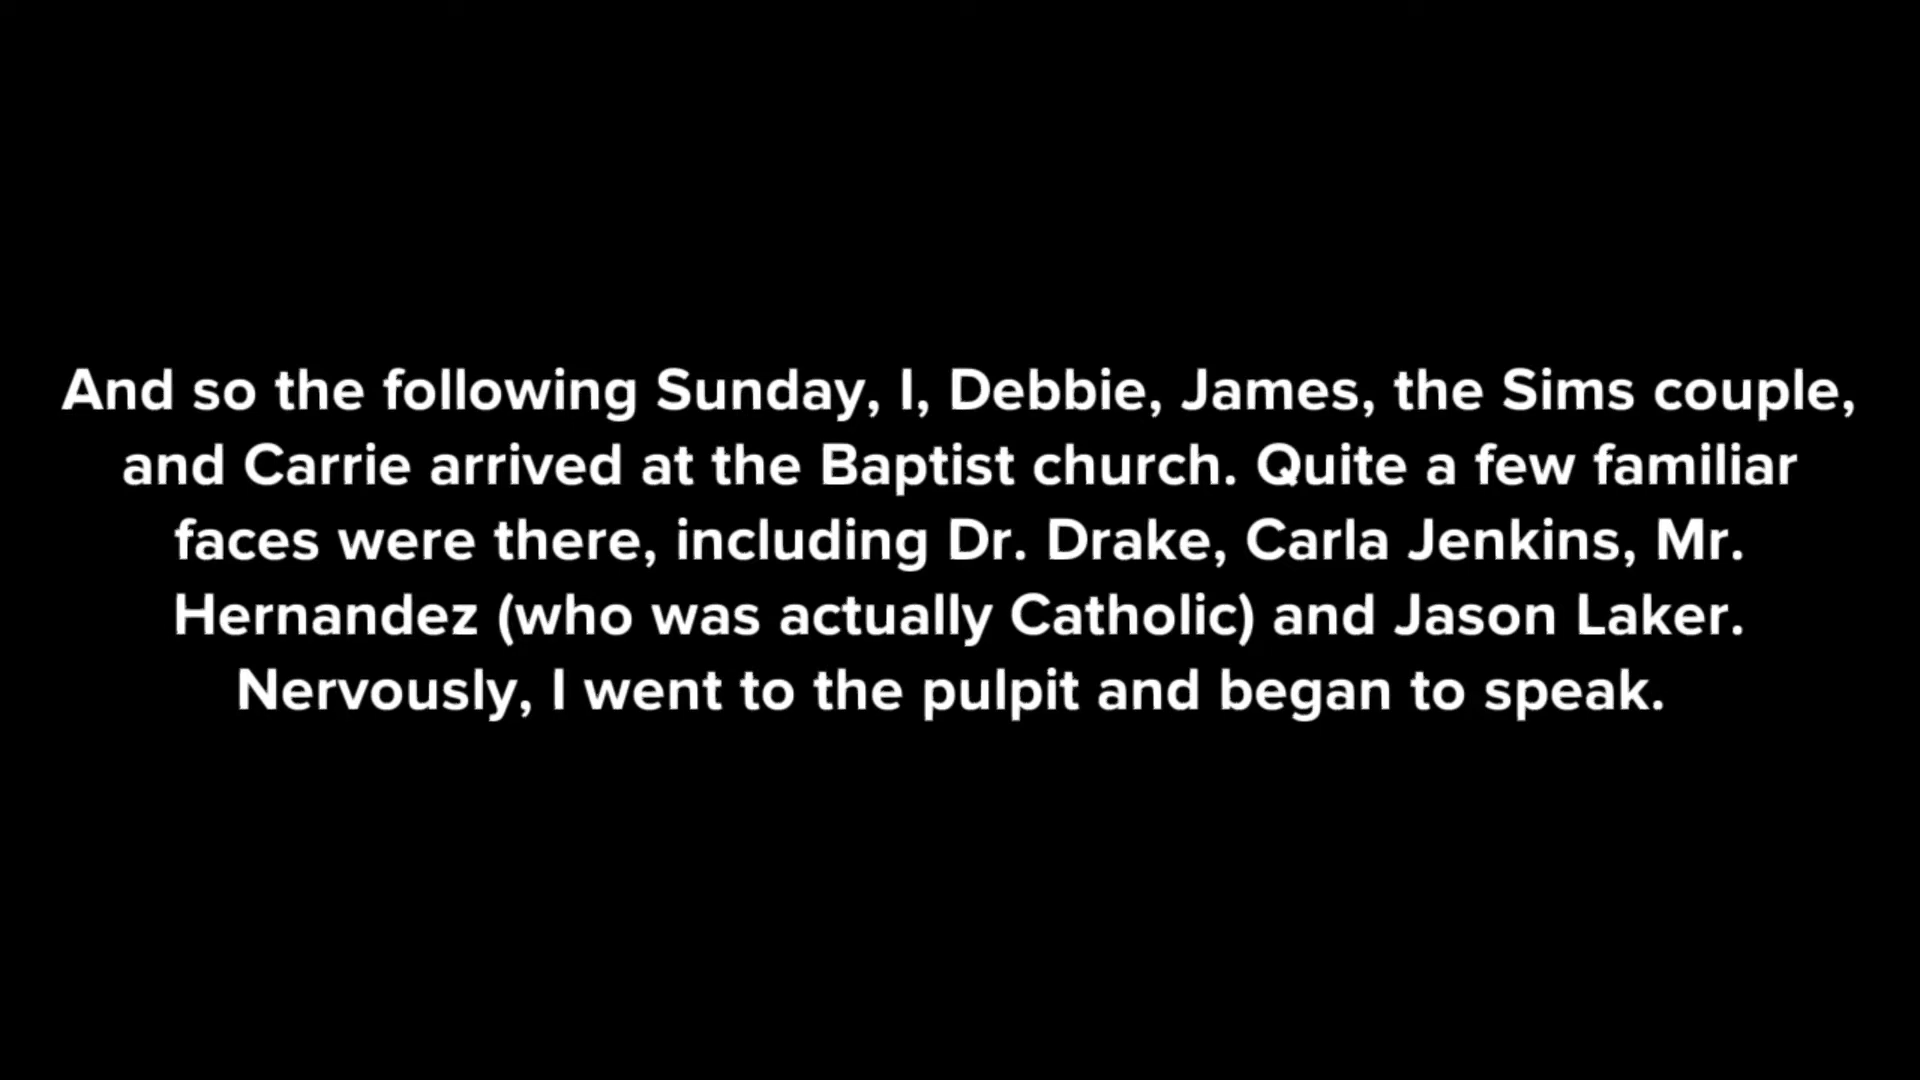 And so the following Sunday, I, Debbie, James, the Sims couple,
and Carrie arrived at the Baptist church. Quite a few familiar
faces were there, including Dr. Drake, Carla Jenkins, Mr.
Hernandez (who was actually Catholic) and Jason Laker.
Nervously, I went to the pulpit and began to speak.